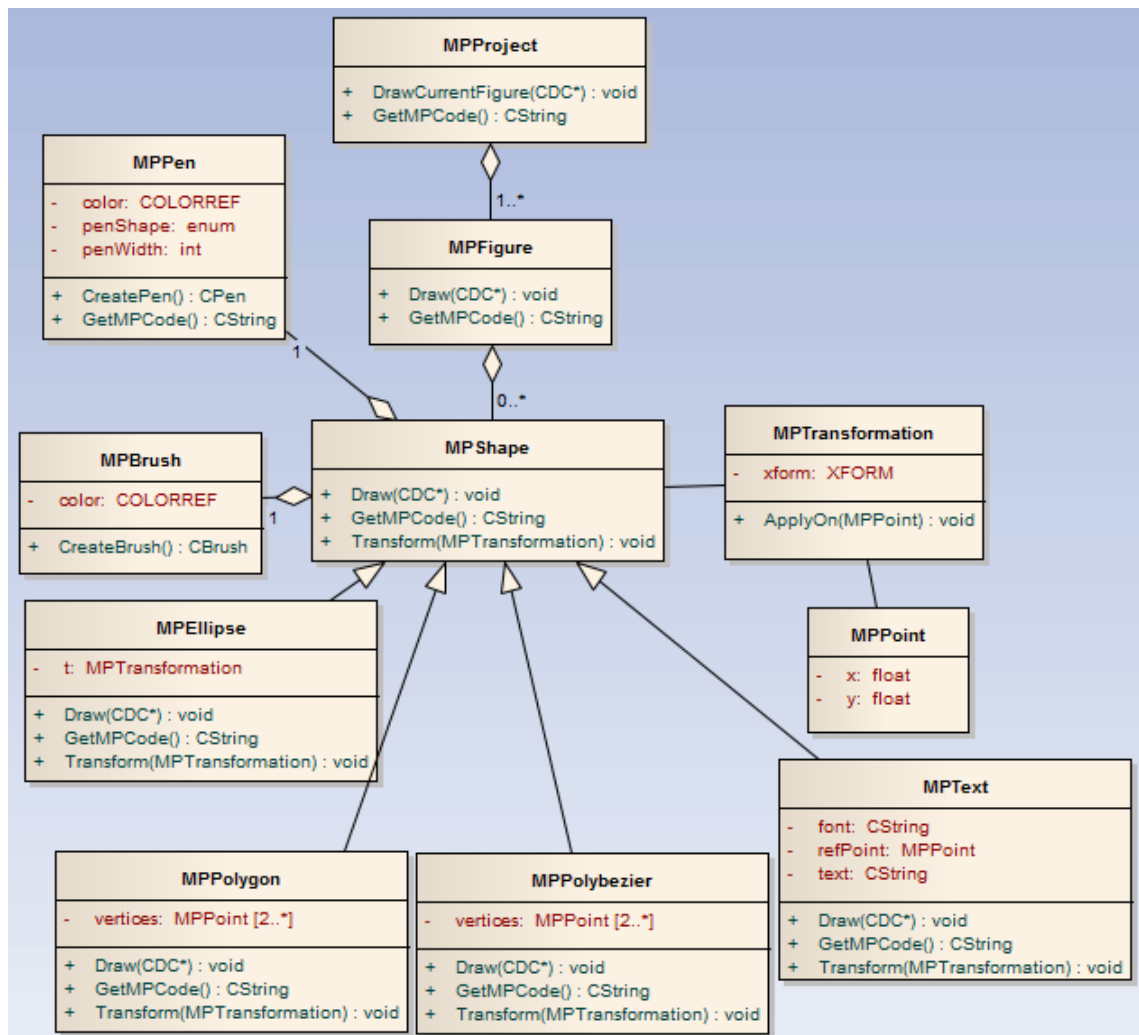 MPProject
+ DrawCurrentFigure(CDC*) : void
+ GetMPCode() : CString
1..*
MPPen
- color: COLORREF
- penShape: enum
- penWidth: int
+ CreatePen() : CPen
+ GetMPCode() : CString
1
MPFigure
+ Draw(CDC*) : void
+ GetMPCode() : CString
0..*
MPBrush
- color: COLORREF
+ CreateBrush() : CBrush
1
MPShape
+ Draw(CDC*) : void
+ GetMPCode() : CString
+ Transform(MPTransformation) : void
MPTransformation
- xform: XFORM
+ ApplyOn(MPPoint) : void
MPPoint
- x: float
- y: float
MPEllipse
- t: MPTransformation
+ Draw(CDC*) : void
+ GetMPCode() : CString
+ Transform(MPTransformation) : void
MPPolygon
- vertices: MPPoint [2..*]
+ Draw(CDC*) : void
+ GetMPCode() : CString
+ Transform(MPTransformation) : void
MPPolybezier
- vertices: MPPoint [2..*]
+ Draw(CDC*) : void
+ GetMPCode() : CString
+ Transform(MPTransformation) : void
MPText
- font: CString
- refPoint: MPPoint
- text: CString
+ Draw(CDC*) : void
+ GetMPCode() : CString
+ Transform(MPTransformation) : void